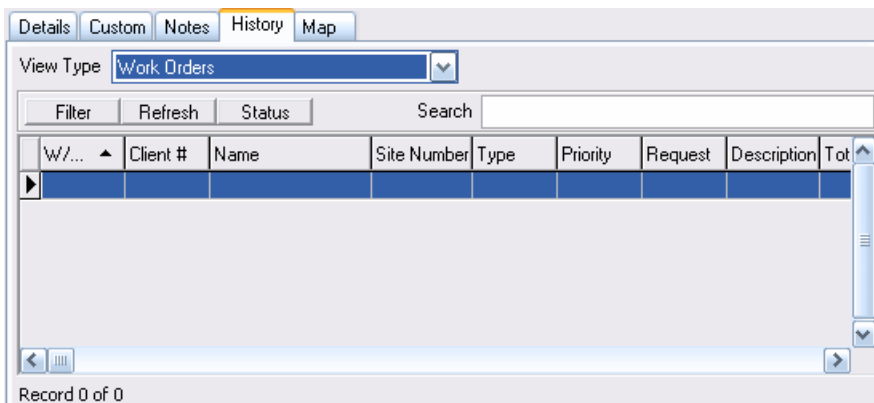 Details Custom Notes History Map
View Type Work Orders
Filter Refresh Status Search
W/... Client # Name Site Number Type Priority Request Description Tot
Record 0 of 0